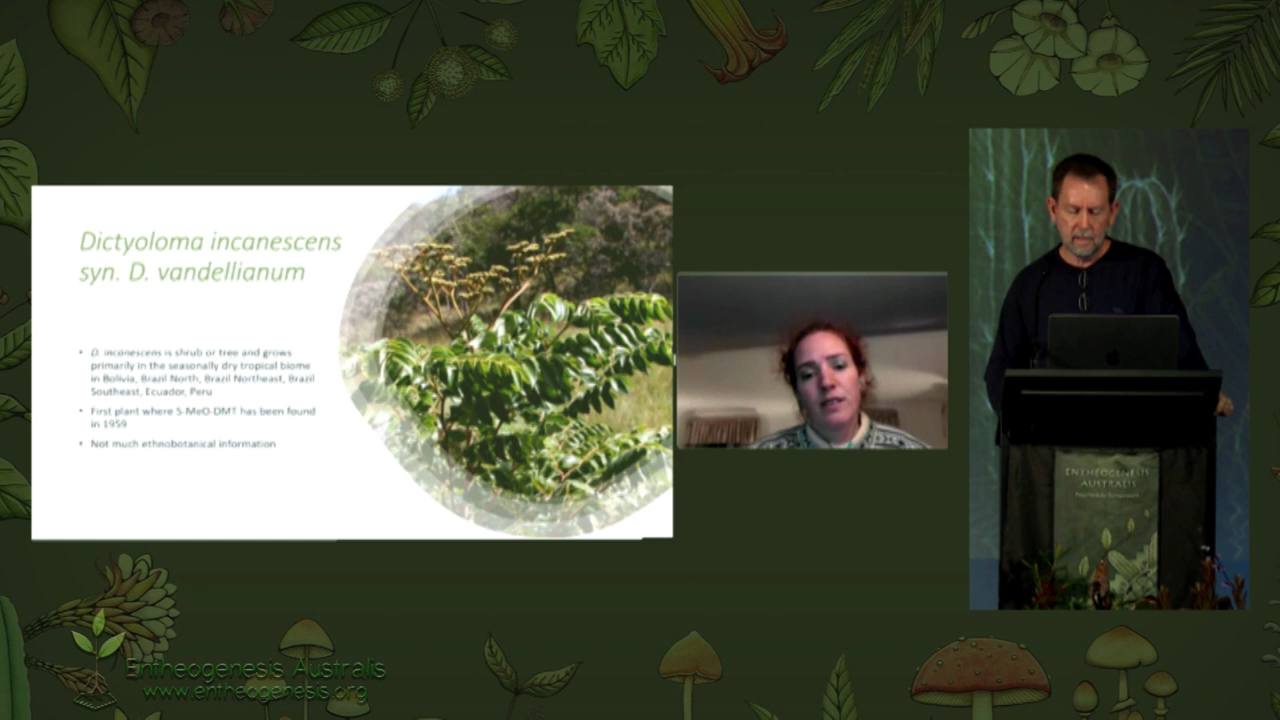 Dictyoloma incanescens
syn. D. vandellianum
• D. incanescens is shrub or tree and grows
primarily in the seasonally dry tropical biome
in Bolivia, Brazil North, Brazil Northeast, Brazil
Southeast, Ecuador, Peru
• First plant where 5-MeO-DMT has been found
in 1959
• Not much ethnobotanical information
ENTHEOGENESIS
AUSTRALIS
Entheogenesis Australis
www.entheogenesis.org